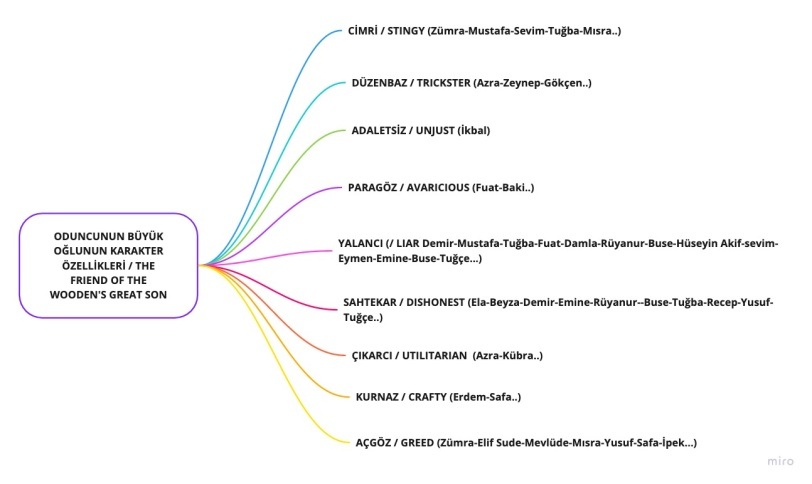 CİMRİ / STINGY (Zümra-Mustafa-Sevim-Tuğba-Mısra..)
DÜZENBAZ / TRICKSTER (Azra-Zeynep-Gökçen..)
ADALETSİZ / UNJUST (İkbal)
PARAGÖZ / AVARICIOUS (Fuat-Baki..)
ODUNCUNUN BÜYÜK
OĞLUNUN KARAKTER
ÖZELLİKLERİ / THE
FRIEND OF THE
WOODEN'S GREAT SON
YALANCI (/ LIAR Demir-Mustafa-Tuğba-Fuat-Damla-Rüyanur-Buse-Hüseyin Akif-sevim-
Eymen-Emine-Buse-Tuğçe...)
SAHTEKAR / DISHONEST (Ela-Beyza-Demir-Emine-Rüyanur--Buse-Tuğba-Recep-Yusuf-
Tuğçe..)
ÇIKARCI / UTILITARIAN (Azra-Kübra..)
KURNAZ / CRAFTY (Erdem-Safa..)
AÇGÖZ / GREED (Zümra-Elif Sude-Mevlüde-Mısra-Yusuf-Safa-İpek...)
miro